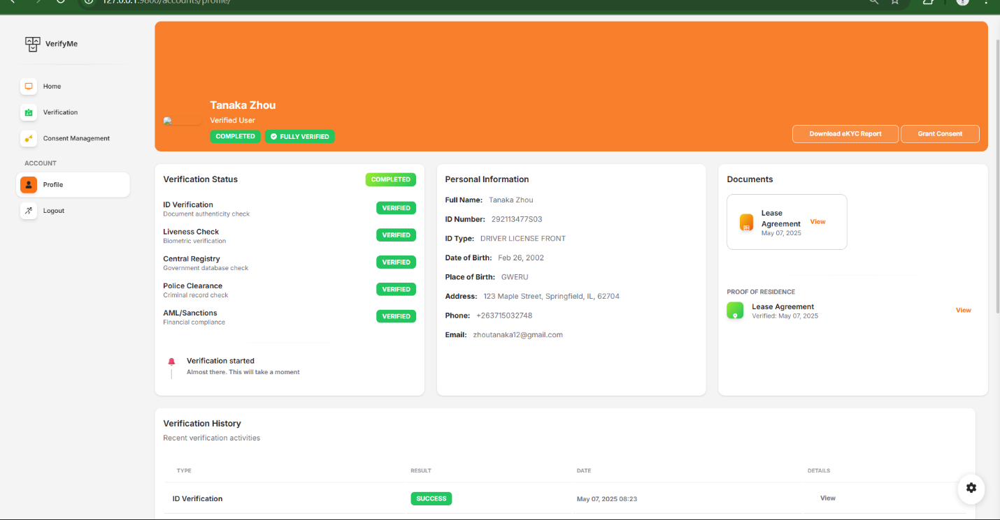 127.0.0.1:9800/accounts/profile/
VerifyMe
Home
Verification
Consent Management
ACCOUNT
Profile
Logout
Tanaka Zhou
Verified User
COMPLETED
FULLY VERIFIED
Download eKYC Report
Grant Consent
Verification Status
COMPLETED
ID Verification
Document authenticity check
VERIFIED
Liveness Check
Biometric verification
VERIFIED
Central Registry
Government database check
VERIFIED
Police Clearance
Criminal record check
VERIFIED
AML/Sanctions
Financial compliance
VERIFIED
Verification started
Almost there. This will take a moment
Personal Information
Full Name: Tanaka Zhou
ID Number: 292113477S03
ID Type: DRIVER LICENSE FRONT
Date of Birth: Feb 26, 2002
Place of Birth: GWERU
Address: 123 Maple Street, Springfield, IL, 62704
Phone: +263715032748
Email: zhoutanaka12@gmail.com
Documents
Lease
Agreement
May 07, 2025
View
PROOF OF RESIDENCE
Lease Agreement
Verified: May 07, 2025
View
Verification History
Recent verification activities
TYPE RESULT DATE DETAILS
ID Verification SUCCESS May 07, 2025 08:23 View